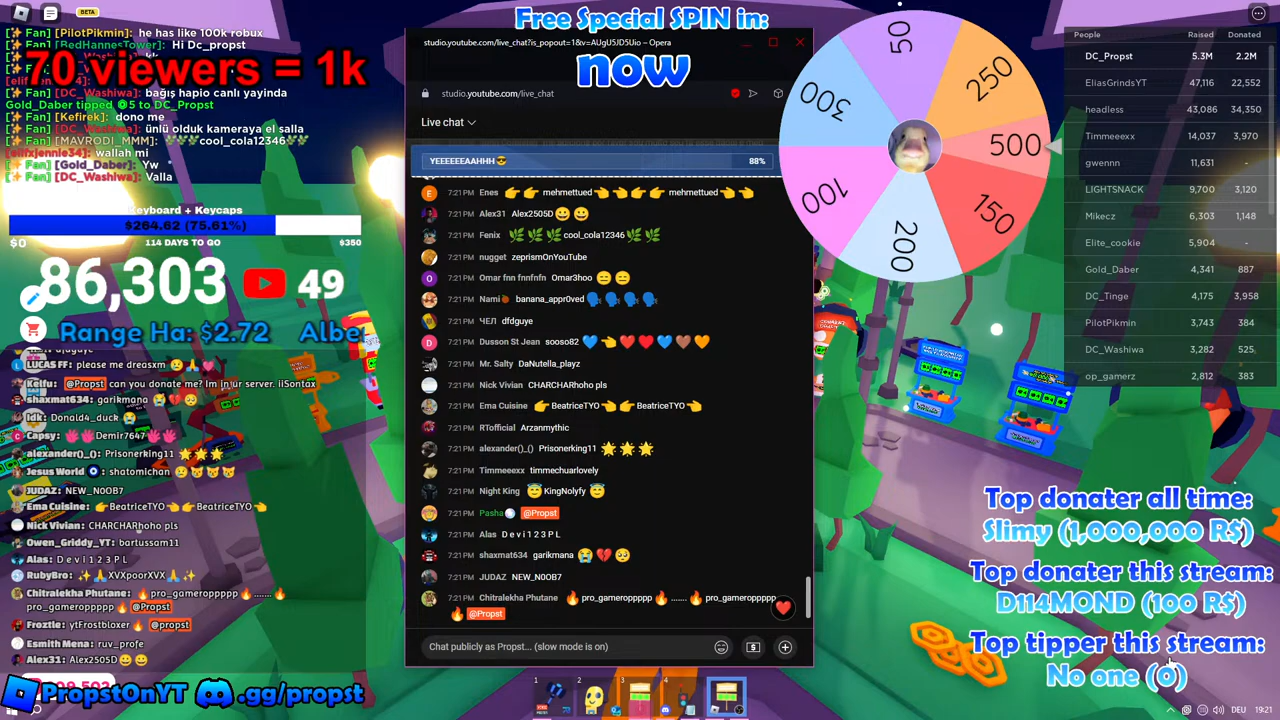 BETA
[✨ Fan] [PilotPikmin]: he has like 100k robux
[✨ Fan] [BedHannesTower]: Hi Dc_propst
70 viewers = 1k
[✨ Fan] [DC_Washiwa]: bağış hapio canlı yayinda
Gold_Daber tipped 5 to DC_Propst
[✨ Fan] [Kefirek]: dono me
[✨ Fan] [DC_Washiwa]: ünlü olduk kameraya el salla
[✨ Fan] [MAVRODI_MMM]: 🌿🌿🌿cool_cola12346🌿🌿
[elifxjennie34]: wallah mi
[✨ Fan] [Gold_Daber]: Yw
[✨ Fan] [DC_Washiwa]: Valla
Keyboard + Keycaps
$264.62 (75.61%)
$0 114 DAYS TO GO $350
86,303 49
Range Ha: $2.72 Albe
LUCAS FF: please me dreasxm 😢🙏💓
Kelfu: @Propst can you donate me? Im in ur server. iiSontax
shaxmat634: garikmana 😭💔🥺
Idk: Donald4_duck 😭
Capsy: Demir7647
alexander()_(): Prisonerking11 🌟🌟🌟
Jesus World: shatomichan
JUDAZ: NEW_N0OB7
Ema Cuisine: 👉BeatriceTYO👈👉BeatriceTYO👈
Nick Vivian: CHARCHARhoho pls
Owen_Griddy_YT: bartussam11
Alas: D e v i 1 2 3 P L
RubyBro: ✨🙏XVXpoorXVX🙏✨
Chitralekha Phutane: 🔥pro_gameroppppp🔥.......🔥
pro_gameroppppp🔥 @Propst
Froztle: ytFrostbloxer🔥 @propst
Esmith Mena: ruv_profe
Alex31: Alex2505D😀😀
PropstOnYT .gg/propst
Free Special SPIN in:
now
studio.youtube.com/live_chat?is_popout=1&v=AUgU5JD5Uio – Opera
studio.youtube.com/live_chat
Live chat
YEEEEEEAAHHH😎 88%
7:21 PM Enes 👉👉mehmettued👈👈👉👉mehmettued👈👈
7:21 PM Alex31 Alex2505D😀😀
7:21 PM Fenix 🌿🌿🌿cool_cola12346🌿🌿
7:21 PM nugget zeprismOnYouTube
7:21 PM Omar fnn fnnfnfn Omar3hoo 😑😑
7:21 PM Nami banana_appr0ved 🗣🗣🗣🗣
7:21 PM ЧЕЛ dfdguye
7:21 PM Dusson St Jean sooso82 💙👈❤️❤️💙🤎🧡
7:21 PM Mr. Salty DaNutella_playz
7:21 PM Nick Vivian CHARCHARhoho pls
7:21 PM Ema Cuisine 👉BeatriceTYO👈👉BeatriceTYO👈
7:21 PM RTofficial Arzanmythic
7:21 PM alexander()_() Prisonerking11 🌟🌟🌟
7:21 PM Timmeeexx timmechuarlovely
7:21 PM Night King 😇KingNolyfy😇
7:21 PM Pasha @Propst
7:21 PM Alas D e v i 1 2 3 P L
7:21 PM shaxmat634 garikmana 😭💔🥺
7:21 PM JUDAZ NEW_N0OB7
7:21 PM Chitralekha Phutane 🔥pro_gameroppppp🔥.......🔥pro_gameroppppp
🔥 @Propst
Chat publicly as Propst... (slow mode is on)
1 2 3 4
50
250
500
150
200
100
300
People Raised Donated
DC_Propst 5.3M 2.2M
EliasGrindsYT 47,116 22,552
headless 43,086 34,350
Timmeeexx 14,037 3,970
gwennn 11,631 -
LIGHTSNACK 9,700 3,120
Mikecz 6,303 1,148
Elite_cookie 5,904 -
Gold_Daber 4,341 887
DC_Tinge 4,175 3,958
PilotPikmin 3,743 384
DC_Washiwa 3,282 525
op_gamerz 2,812 383
Top donater all time:
Slimy (1,000,000 R$)
Top donater this stream:
D114MOND (100 R$)
Top tipper this stream:
No one (0)
DEU 19:21